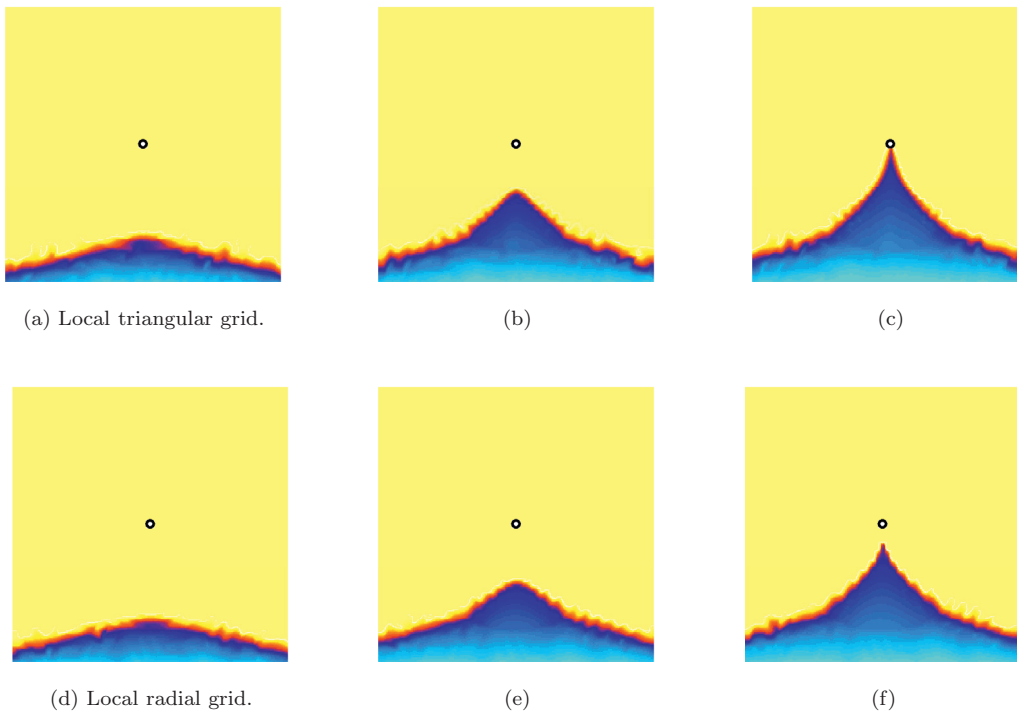 (a) Local triangular grid.
(b)
(c)
(d) Local radial grid.
(e)
(f)